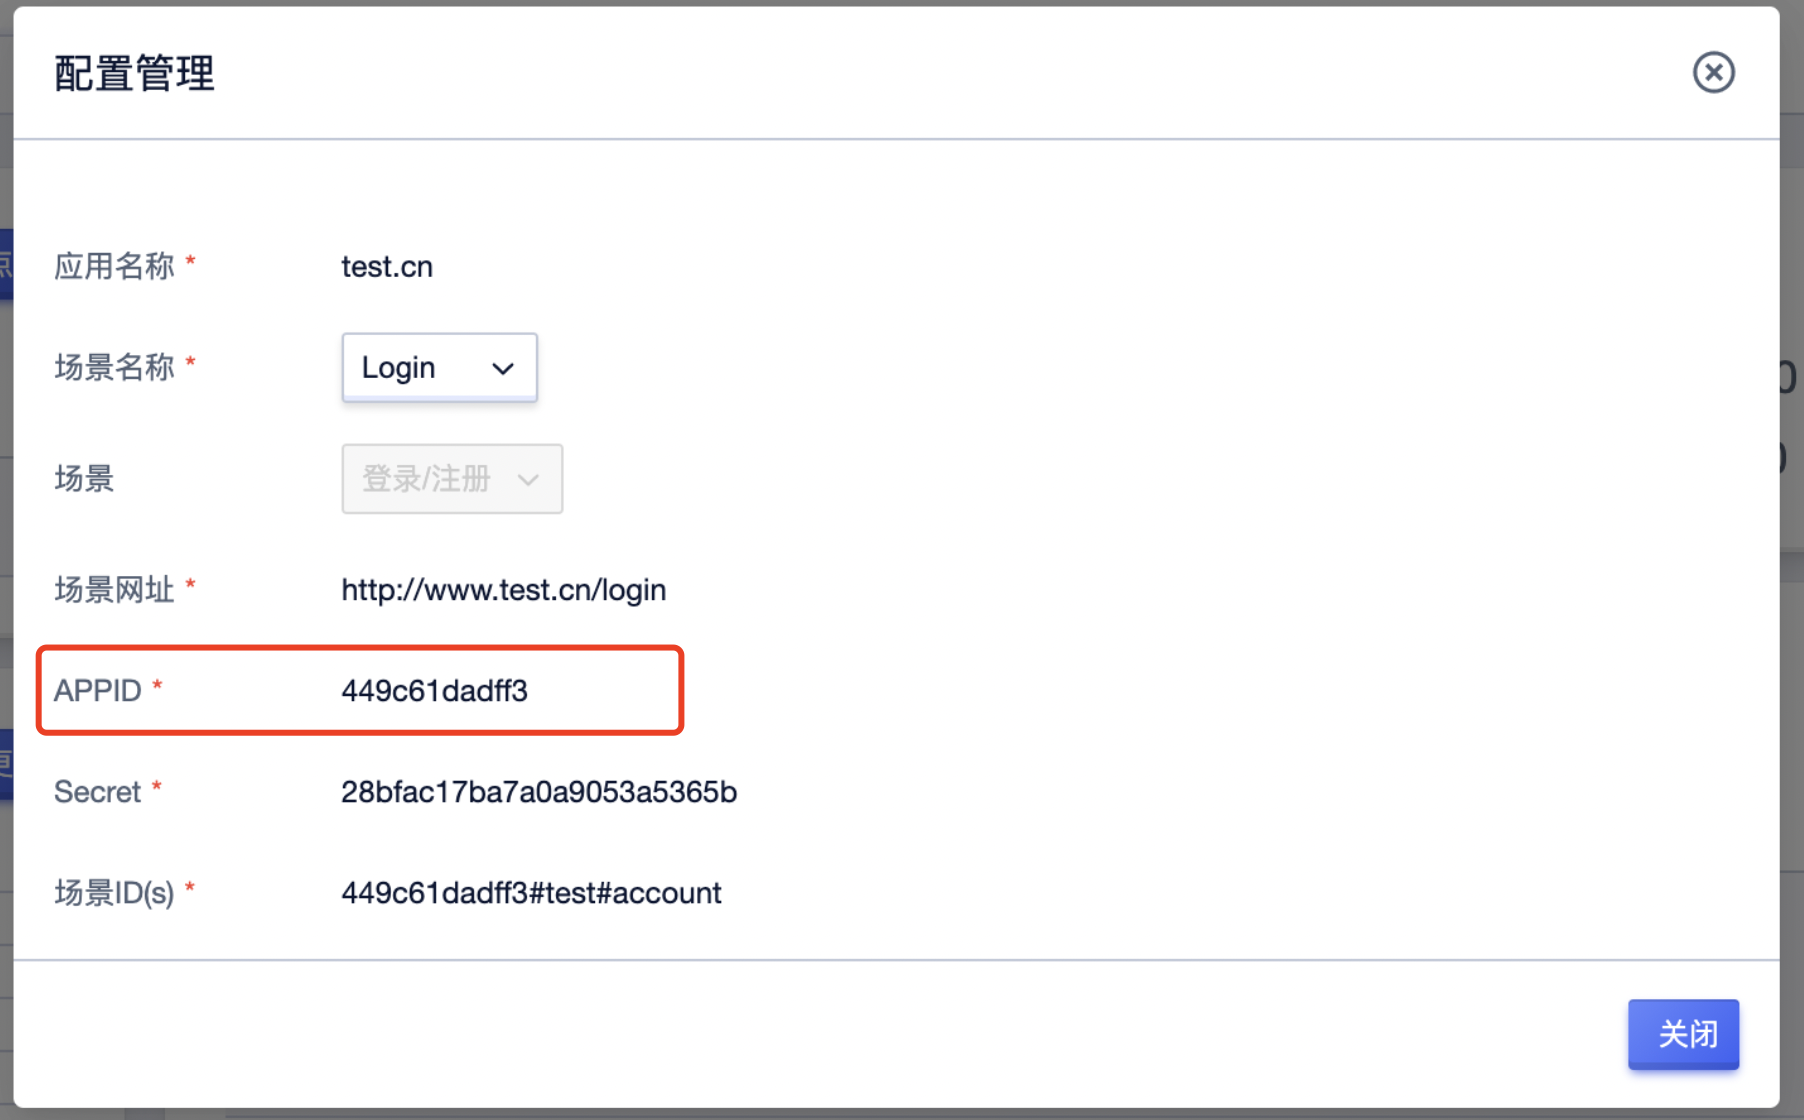 配置管理
应用名称 * test.cn
场景名称 * Login
场景 登录/注册
场景网址 * http://www.test.cn/login
APPID * 449c61dadff3
Secret * 28bfac17ba7a0a9053a5365b
场景ID(s) * 449c61dadff3#test#account
关闭